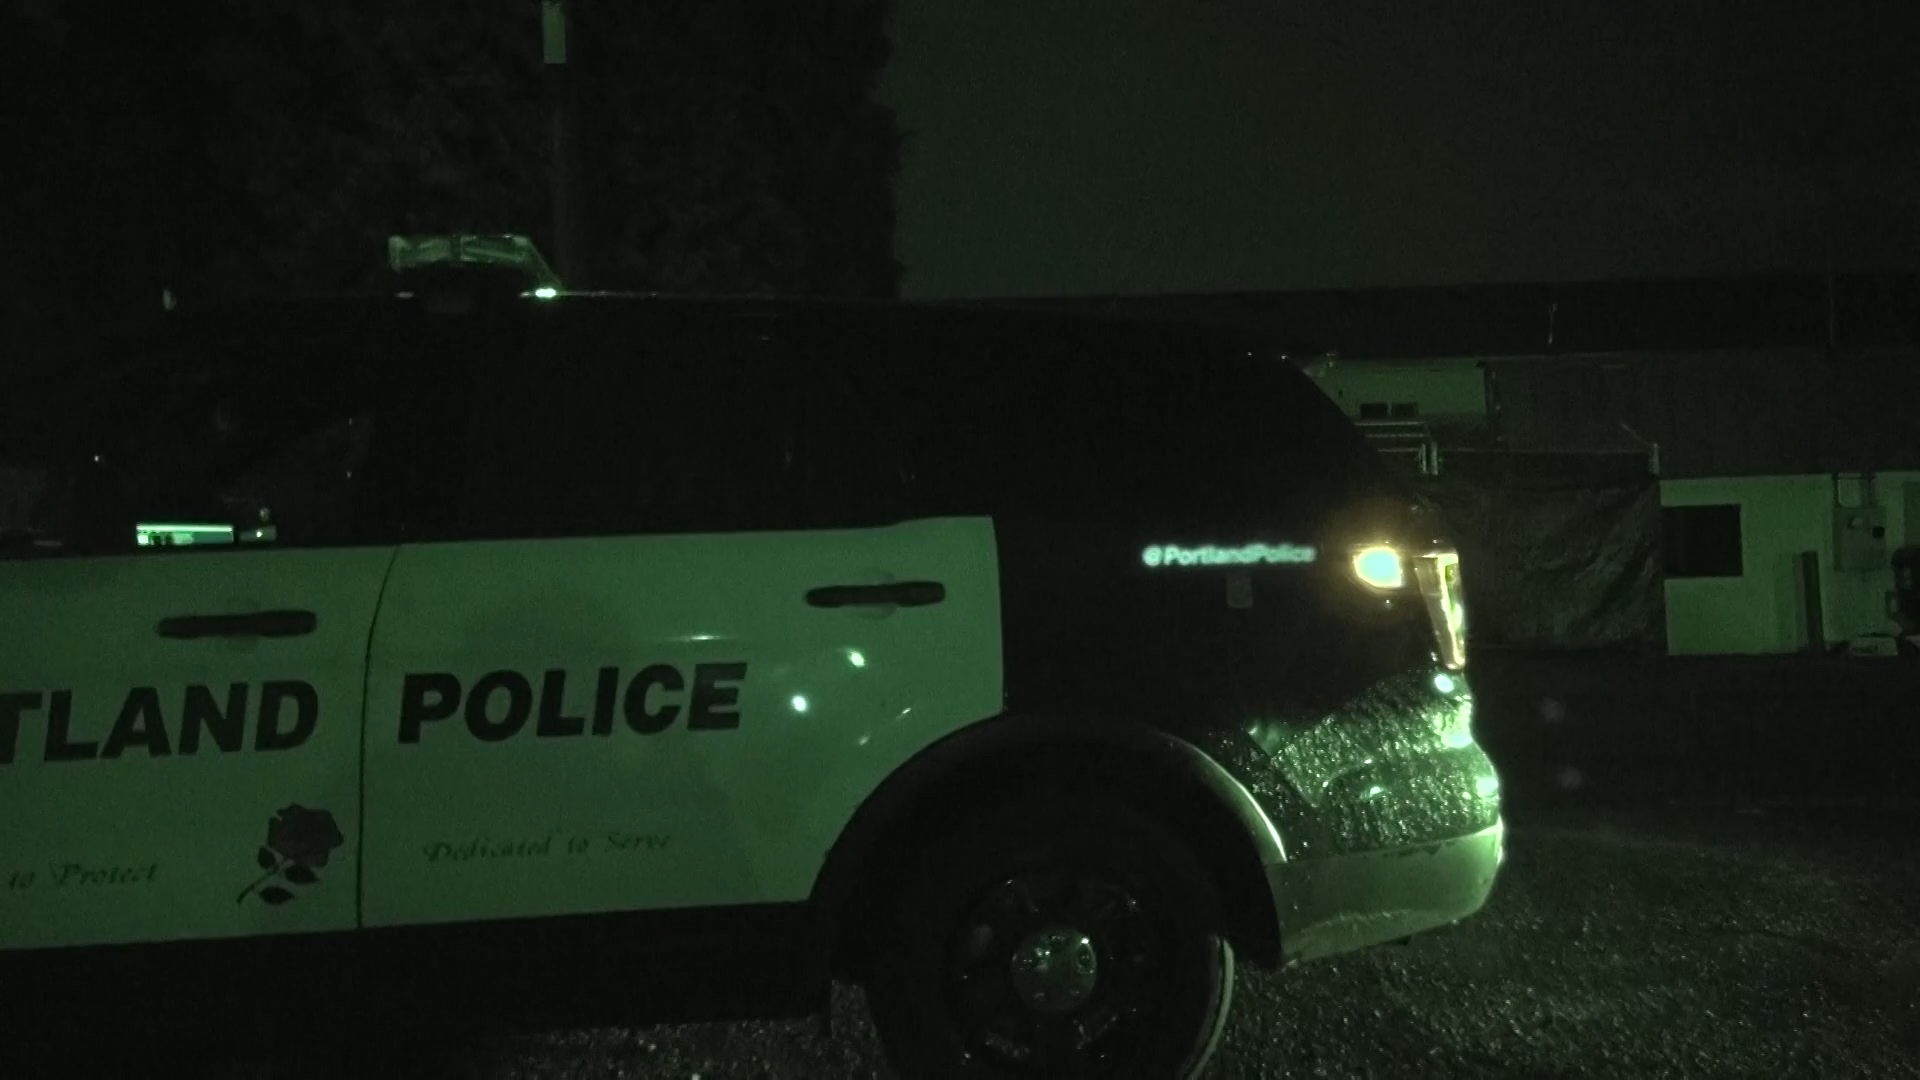 @PortlandPolice
TLAND POLICE
to Protect
Dedicated to Serve